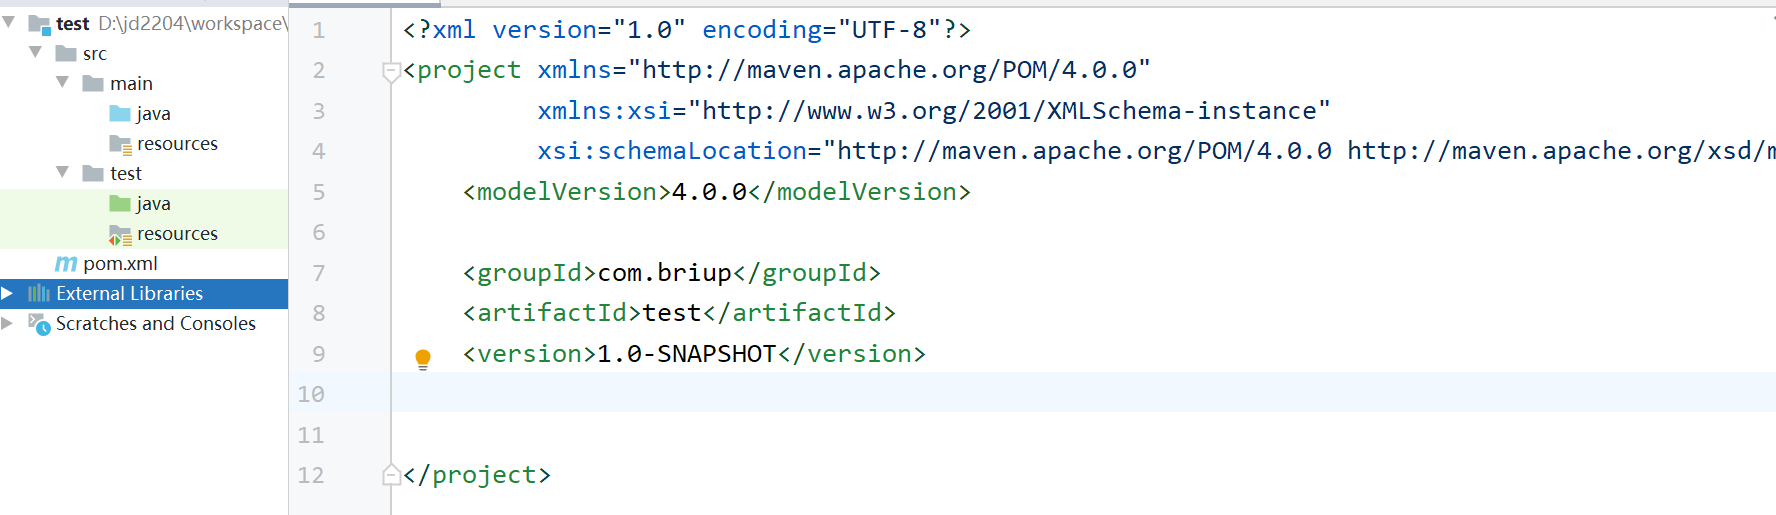 test D:\jd2204\workspace\
src
main
java
resources
test
java
resources
pom.xml
External Libraries
Scratches and Consoles
1 <?xml version="1.0" encoding="UTF-8"?>
2 <project xmlns="http://maven.apache.org/POM/4.0.0"
3 xmlns:xsi="http://www.w3.org/2001/XMLSchema-instance"
4 xsi:schemaLocation="http://maven.apache.org/POM/4.0.0 http://maven.apache.org/xsd/m
5 <modelVersion>4.0.0</modelVersion>
6
7 <groupId>com.briup</groupId>
8 <artifactId>test</artifactId>
9 <version>1.0-SNAPSHOT</version>
10
11
12 </project>